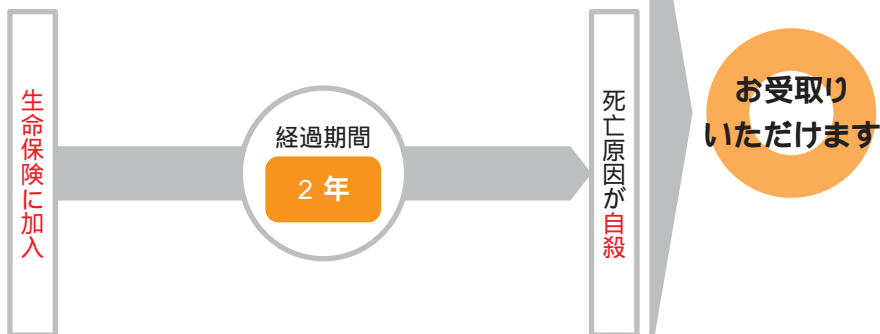 生命保険に加入
経過期間
2 年
死亡原因が自殺
お受取り
いただけます